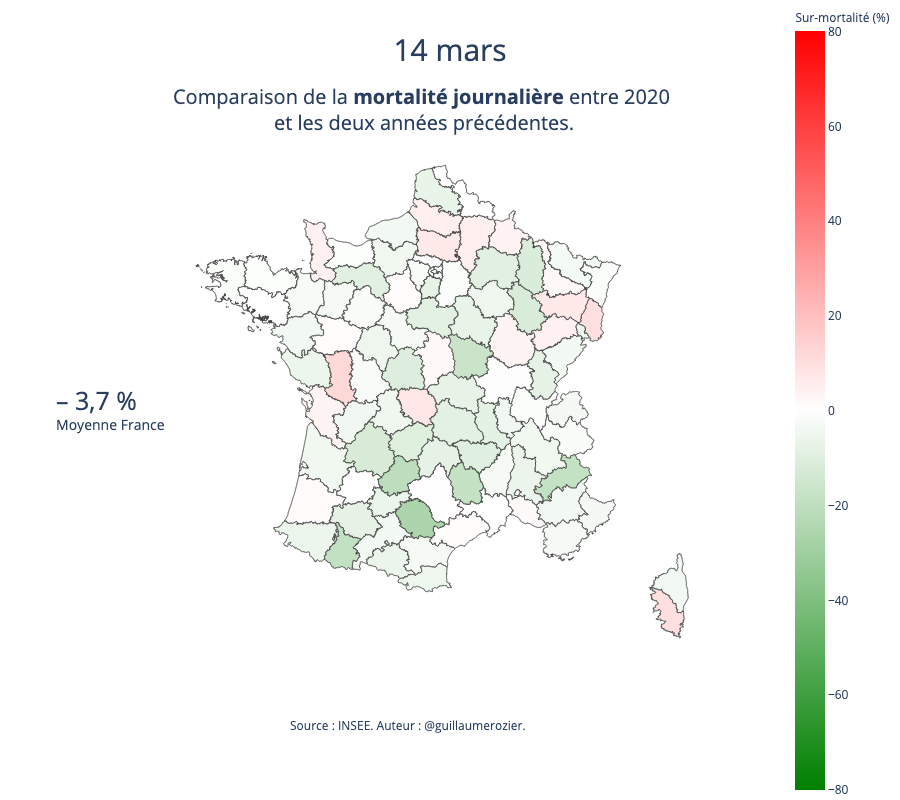 Sur-mortalité (%)
14 mars
Comparaison de la mortalité journalière entre 2020
et les deux années précédentes.
– 3,7 %
Moyenne France
80
60
40
20
0
−20
−40
−60
−80
Source : INSEE. Auteur : @guillaumerozier.